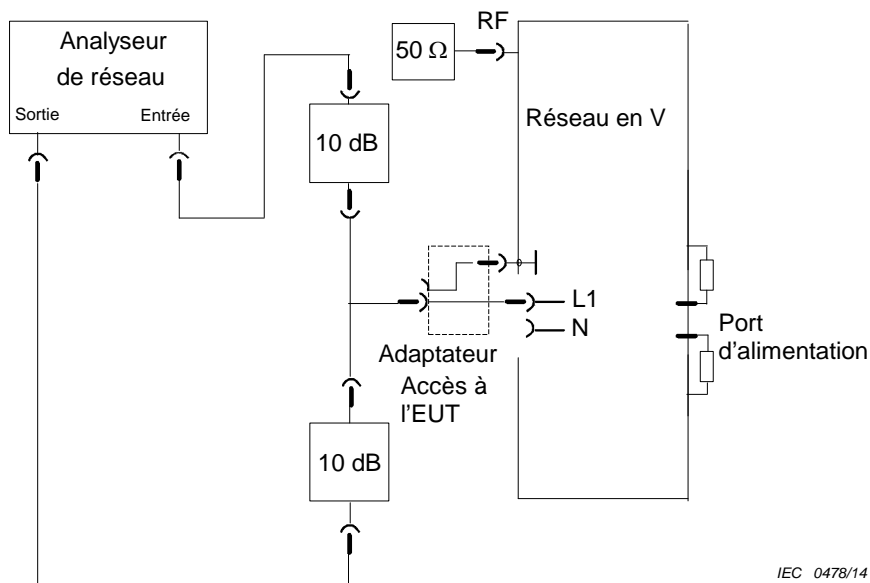 Analyseur
de réseau
Sortie
Entrée
10 dB
50 Ω
RF
Réseau en V
L1
N
Adaptateur
Accès à
l'EUT
Port
d'alimentation
10 dB
IEC 0478/14